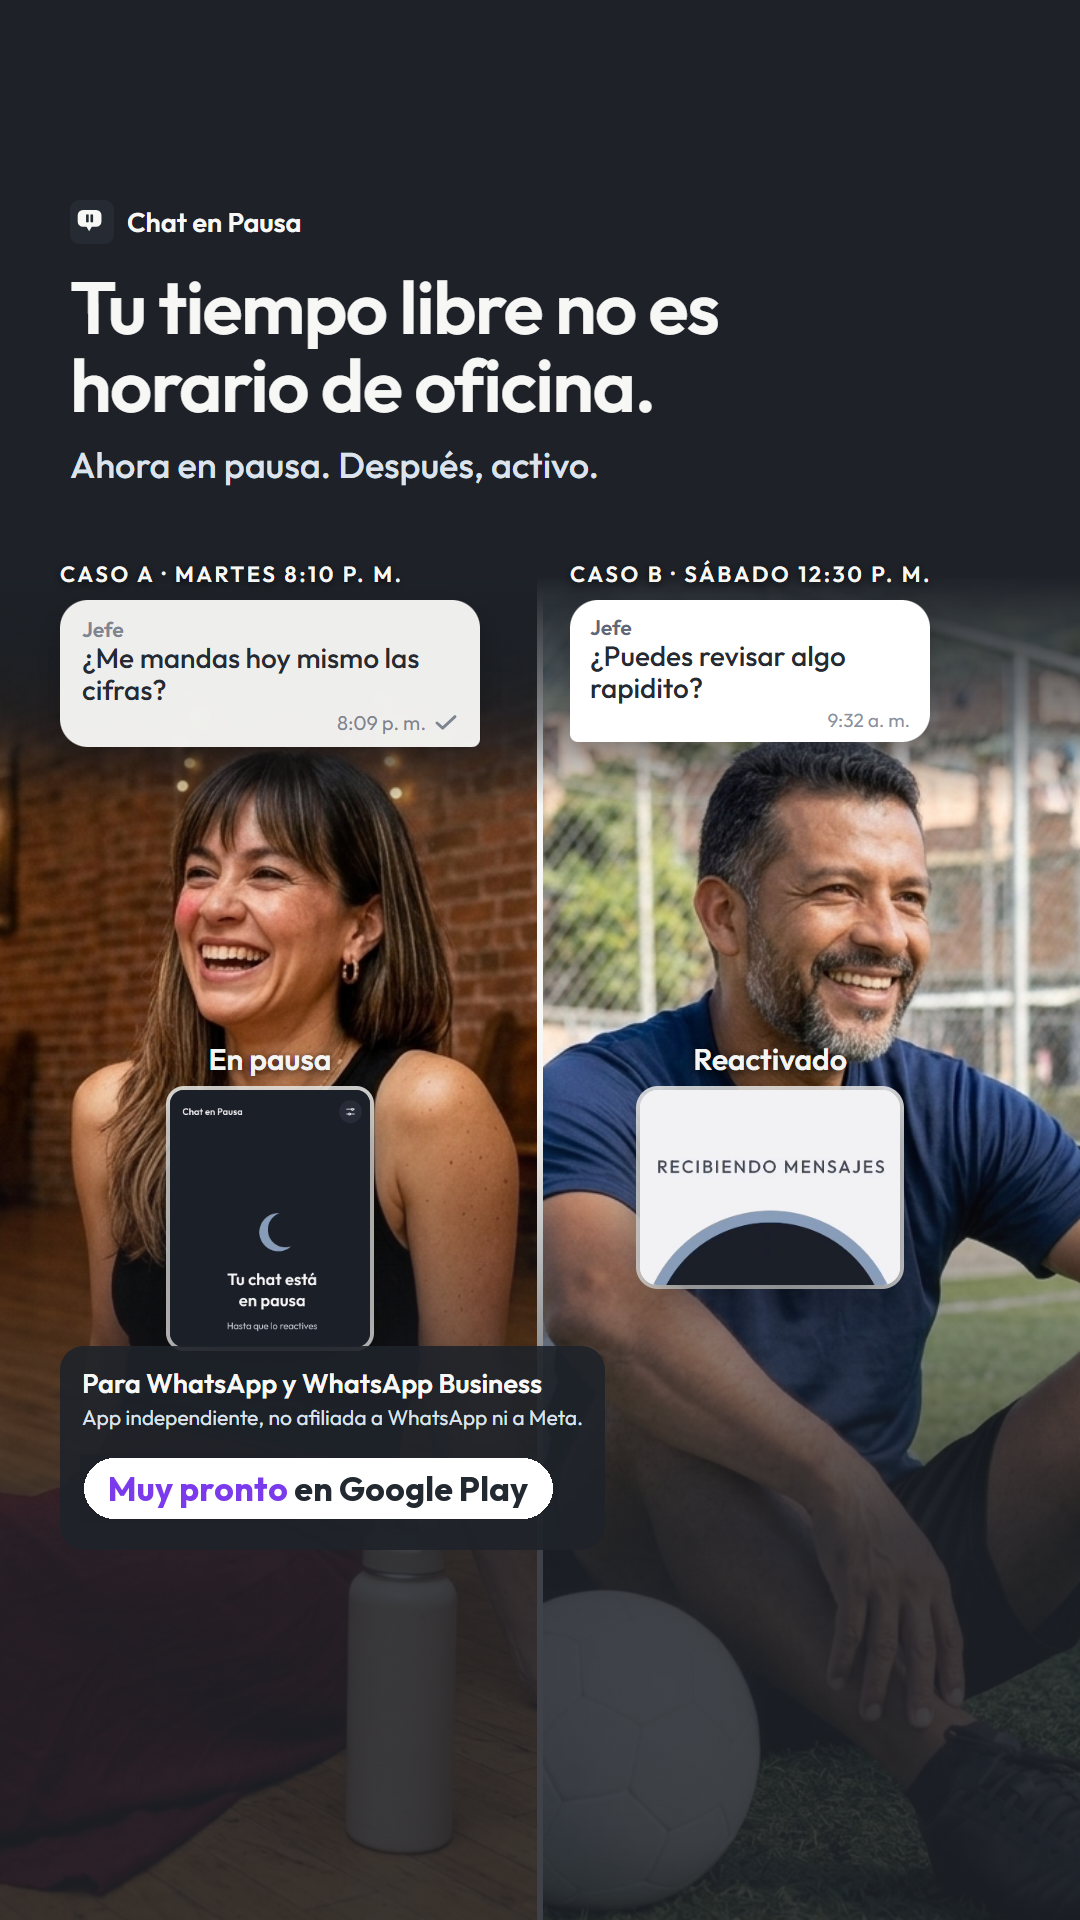 Chat en Pausa
Tu tiempo libre no es
horario de oficina.
Ahora en pausa. Después, activo.
CASO A · MARTES 8:10 P. M.
Jefe
¿Me mandas hoy mismo las
cifras?
8:09 p. m.
CASO B · SÁBADO 12:30 P. M.
Jefe
¿Puedes revisar algo
rapidito?
9:32 a. m.
En pausa
Chat en Pausa
Tu chat está
en pausa
Hasta que lo reactives
Reactivado
RECIBIENDO MENSAJES
Para WhatsApp y WhatsApp Business
App independiente, no afiliada a WhatsApp ni a Meta.
Muy pronto en Google Play